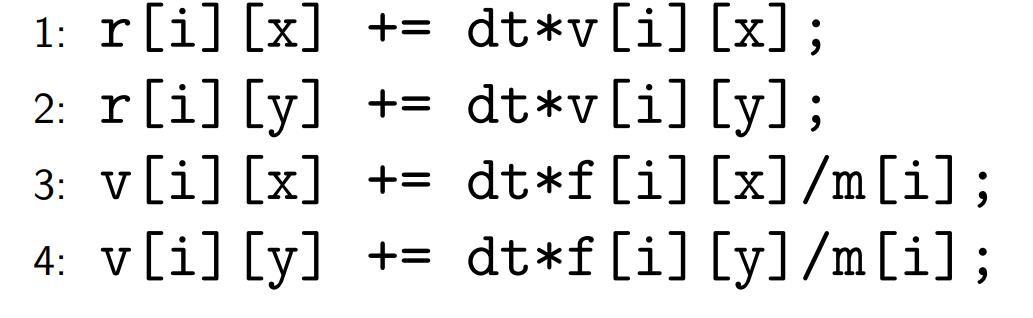 1: r[i][x] += dt*v[i][x];
2: r[i][y] += dt*v[i][y];
3: v[i][x] += dt*f[i][x]/m[i];
4: v[i][y] += dt*f[i][y]/m[i];